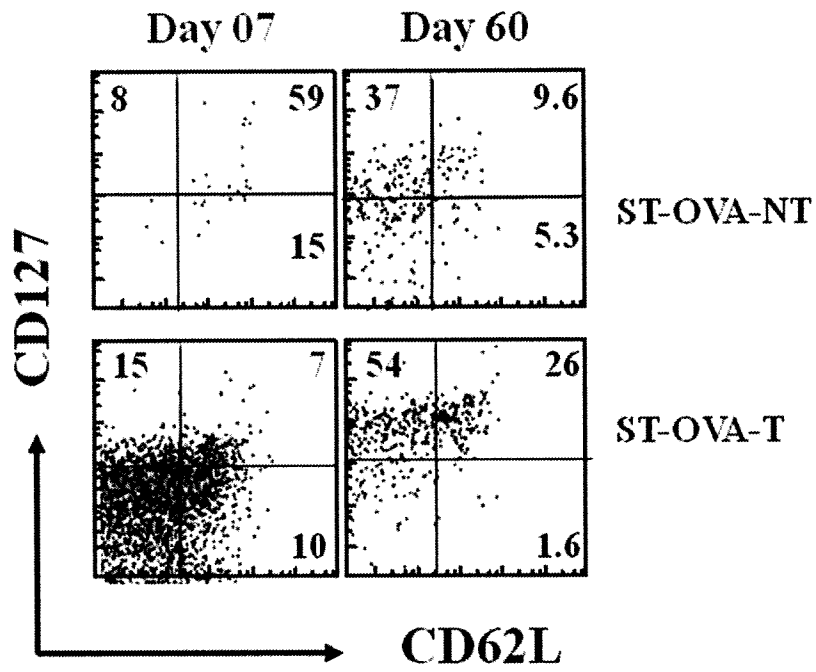 Day 07 Day 60
8 59 37 9.6
ST-OVA-NT
15 5.3
CD127
15 7 54 26
ST-OVA-T
10 1.6
CD62L